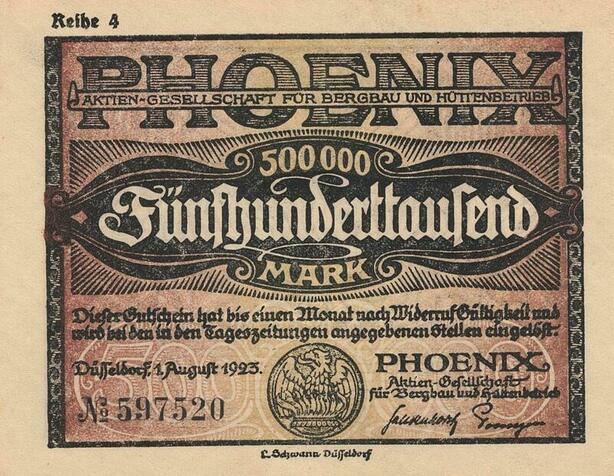 Reihe 4
PHOENIX
AKTIEN-GESELLSCHAFT FÜR BERGBAU UND HÜTTENBETRIEB
500000
Fünfhunderttausend
MARK
Dieser Gutschein hat bis einen Monat nach Widerruf Gültigkeit und
wird bei den in den Tageszeitungen angegebenen Stellen eingelöst.
Düsseldorf, 1. August 1923.
PHOENIX
Aktien-Gesellschaft
für Bergbau und Hüttenbetrieb
No 597520
L. Schwann Düsseldorf